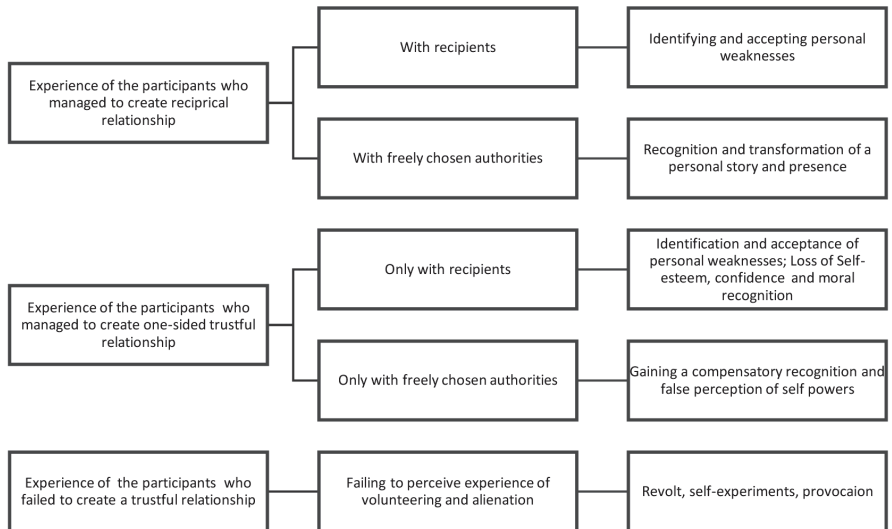 Experience of the participants who
managed to create reciprical
relationship
With recipients
Identifying and accepting personal
weaknesses
With freely chosen authorities
Recognition and transformation of a
personal story and presence
Experience of the participants who
managed to create one-sided trustful
relationship
Only with recipients
Identification and acceptance of
personal weaknesses; Loss of Self-
esteem, confidence and moral
recognition
Only with freely chosen authorities
Gaining a compensatory recognition and
false perception of self powers
Experience of the participants who
failed to create a trustful relationship
Failing to perceive experience of
volunteering and alienation
Revolt, self-experiments, provocaion